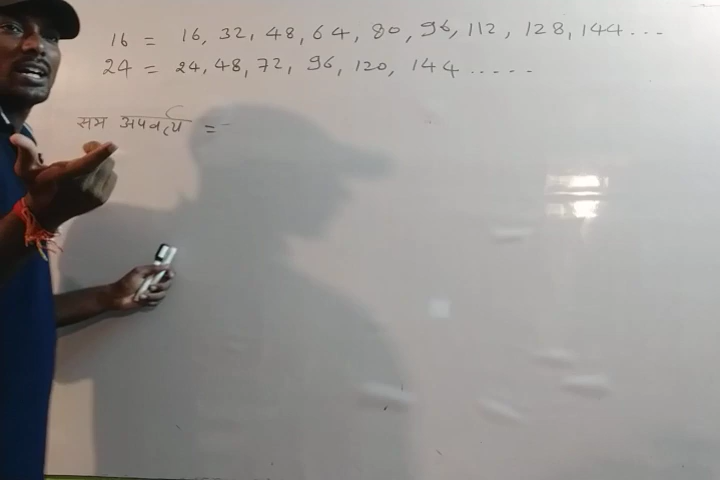 16 = 16, 32, 48, 64, 80, 96, 112, 128, 144...
24 = 24, 48, 72, 96, 120, 144.....
सम अपवर्त्य =